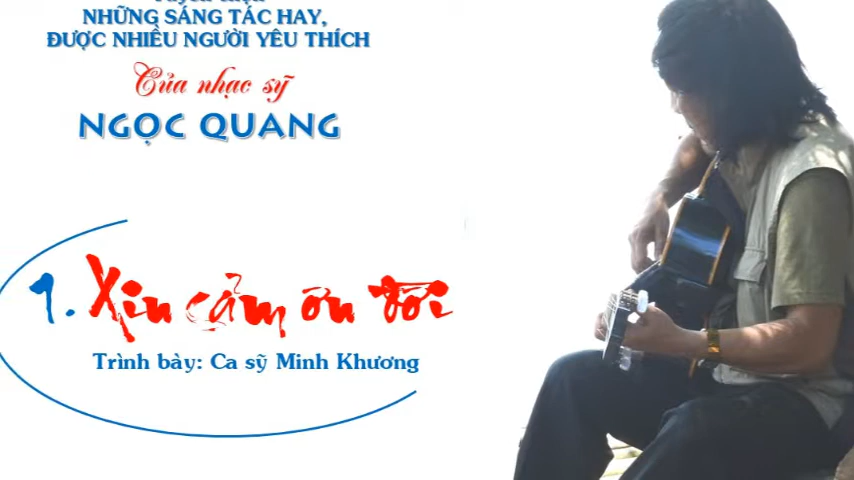 NHỮNG SÁNG TÁC HAY,
ĐƯỢC NHIỀU NGƯỜI YÊU THÍCH
Của nhạc sỹ
NGỌC QUANG
1. Xin cảm ơn đời
Trình bày: Ca sỹ Minh Khương